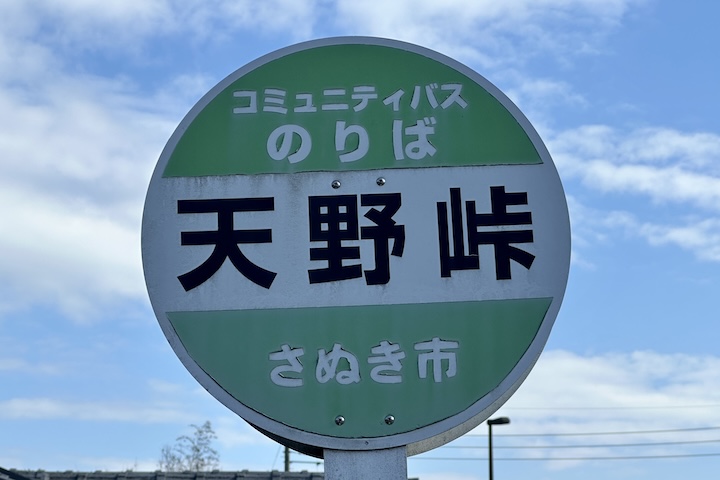 コミュニティバス
のりば
天野峠
さぬき市